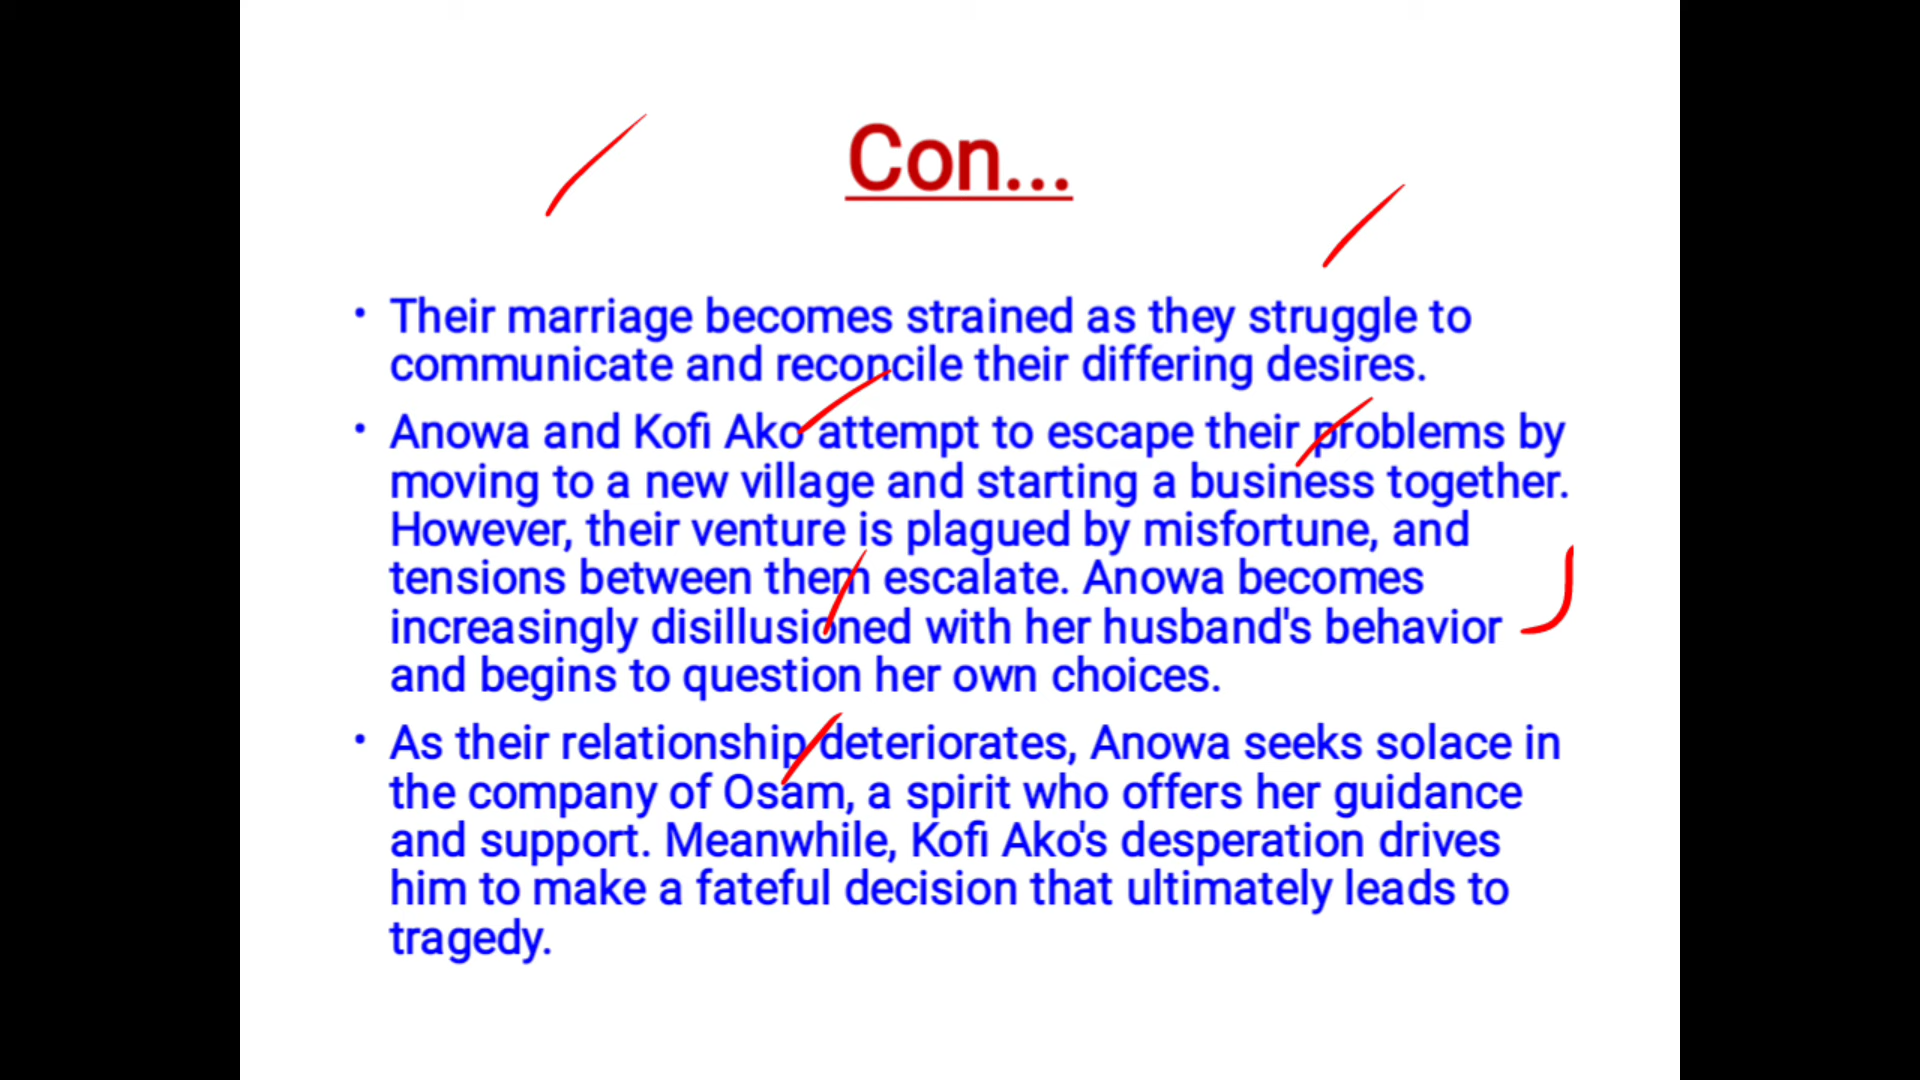 Con...
• Their marriage becomes strained as they struggle to
communicate and reconcile their differing desires.
• Anowa and Kofi Ako attempt to escape their problems by
moving to a new village and starting a business together.
However, their venture is plagued by misfortune, and
tensions between them escalate. Anowa becomes
increasingly disillusioned with her husband's behavior
and begins to question her own choices.
• As their relationship deteriorates, Anowa seeks solace in
the company of Osam, a spirit who offers her guidance
and support. Meanwhile, Kofi Ako's desperation drives
him to make a fateful decision that ultimately leads to
tragedy.